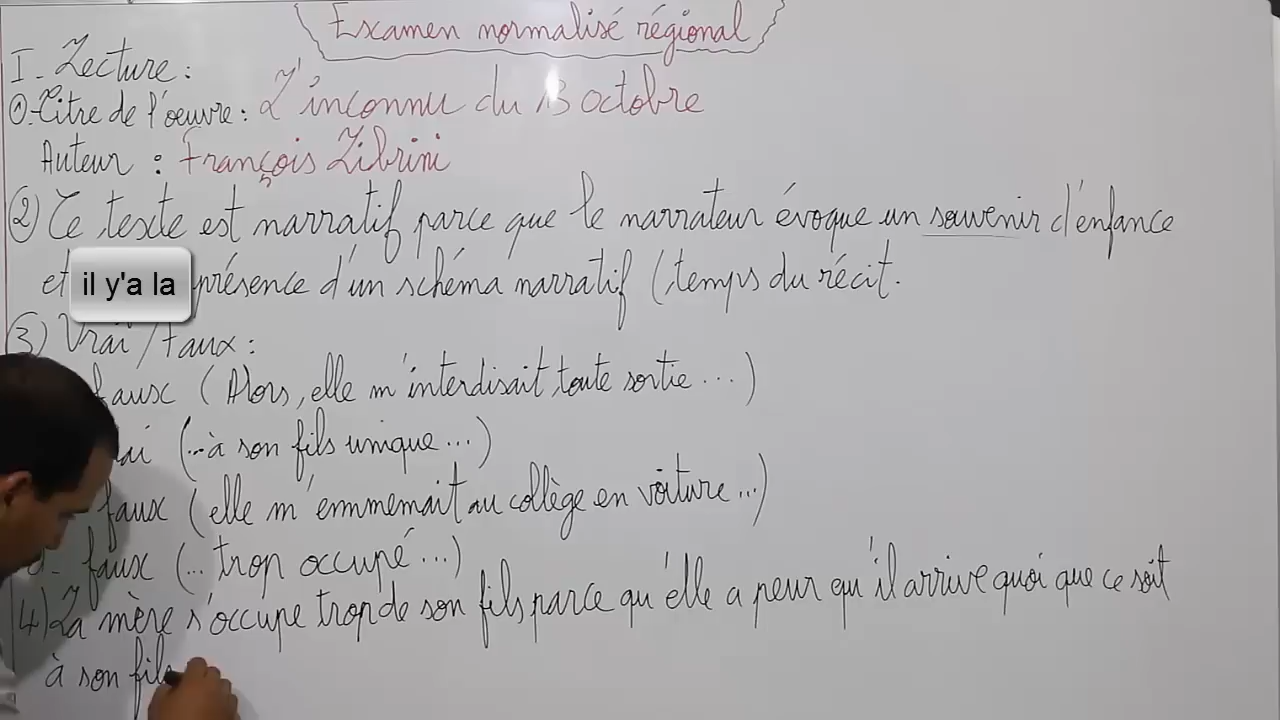 Examen normalisé régional
I - Lecture :
①-Titre de l'oeuvre : L'inconnu du 13 octobre
Auteur : François Librini
② Ce texte est narratif parce que le narrateur évoque un souvenir d'enfance
et il y'a la présence d'un schéma narratif (temps du récit.
3) Vrai / Faux :
faux (Alors, elle m'interdisait toute sortie ...)
(...à son fils unique ...)
faux (elle m'emmemait au collège en voiture ...)
faux (... trop occupé ...)
4) La mère s'occupe trop de son fils parce qu'elle a peur qu'il arrive quoi que ce soit
à son fils